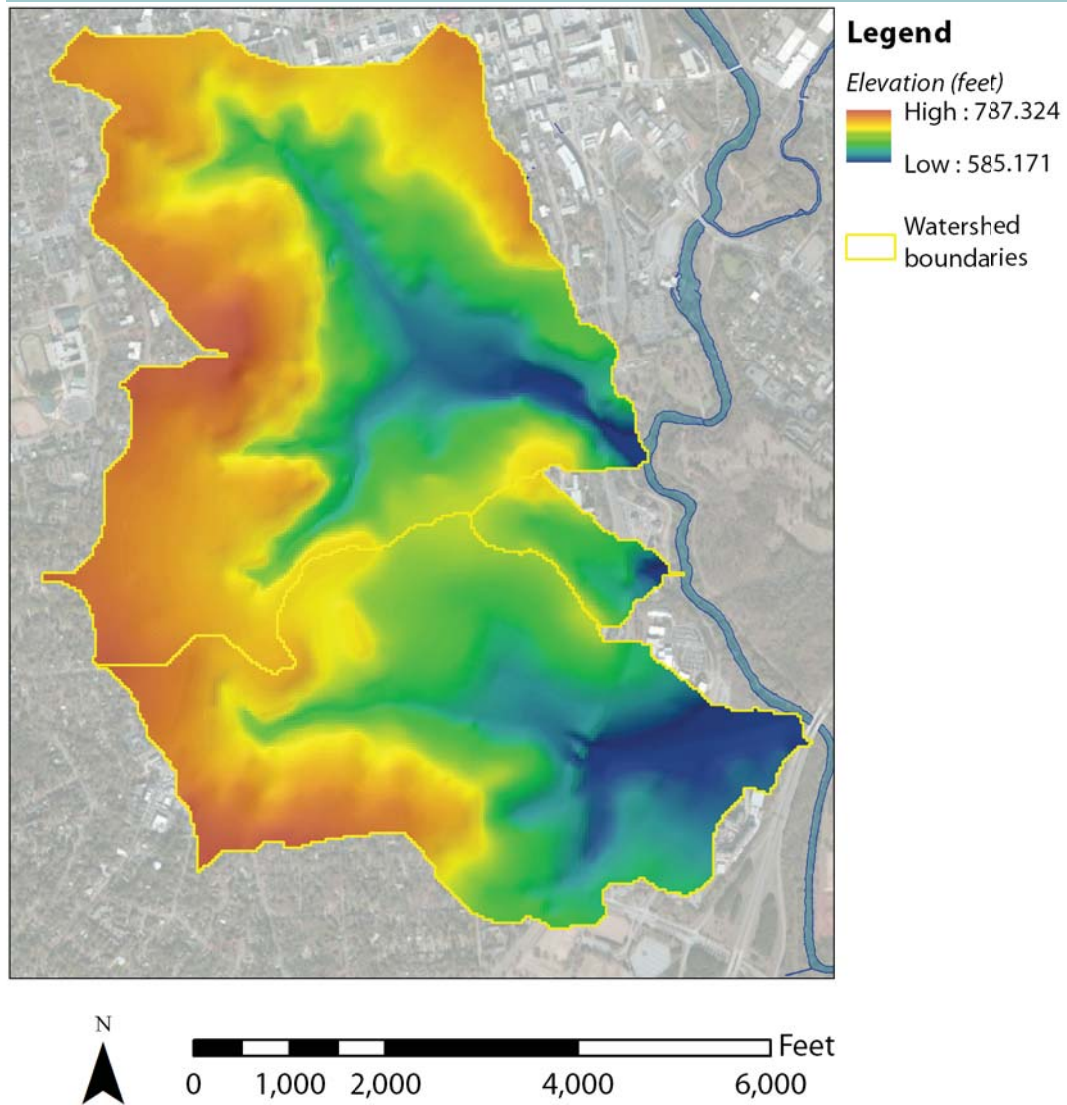 Legend
Elevation (feet)
High : 787.324
Low : 585.171
Watershed
boundaries
N
Feet
0 1,000 2,000 4,000 6,000